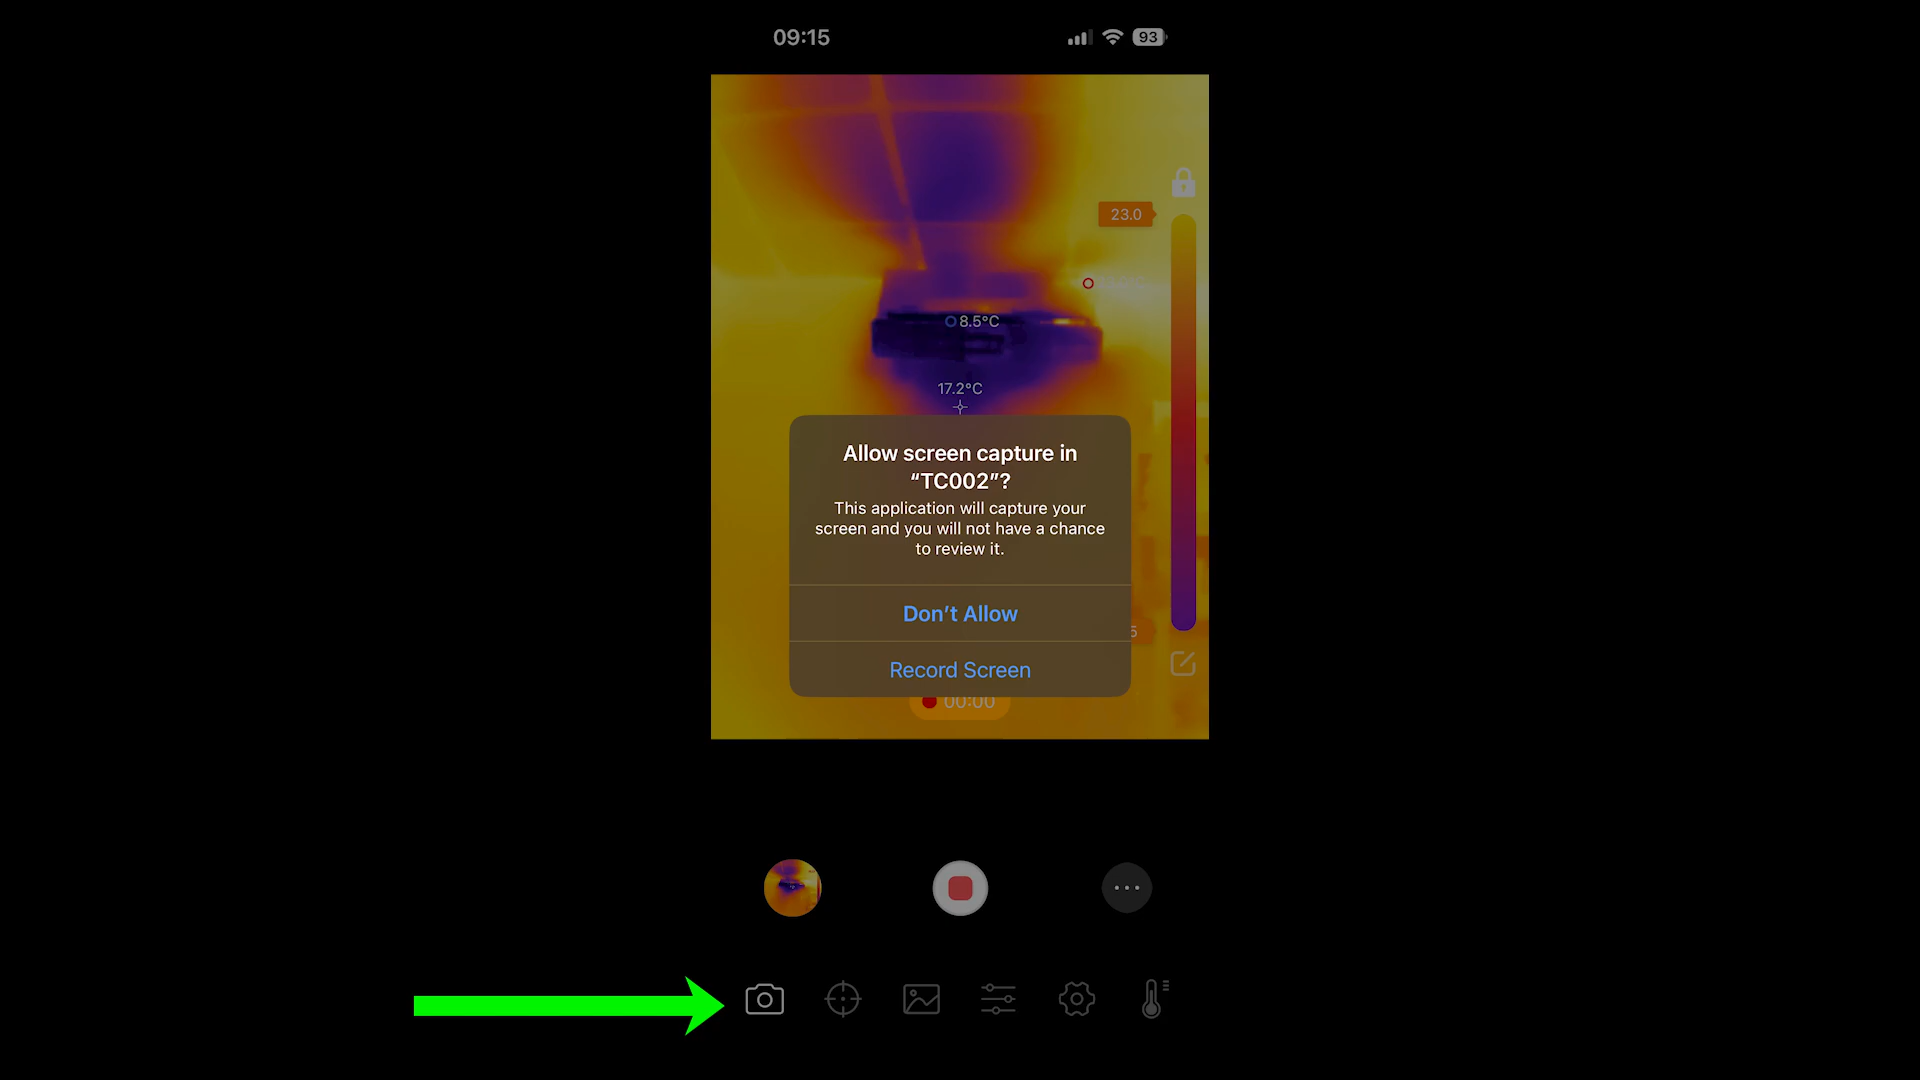 09:15
93
23.0
8.5°C
17.2°C
Allow screen capture in
“TC002”?
This application will capture your
screen and you will not have a chance
to review it.
Don’t Allow
5
Record Screen
00:00